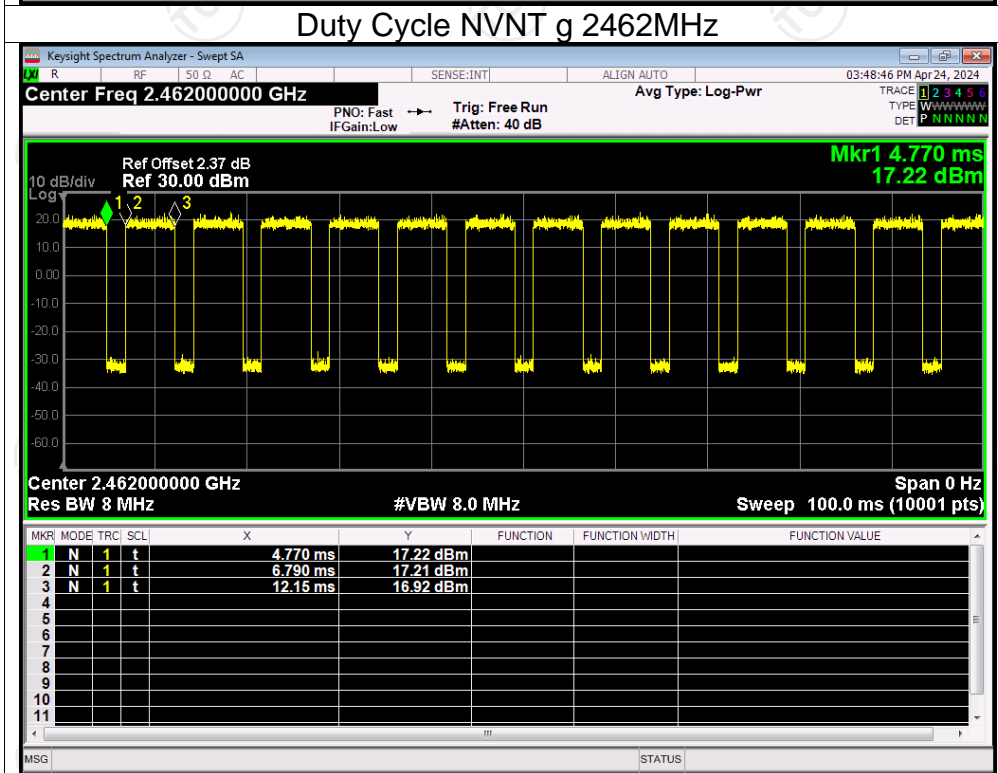 Duty Cycle NVNT g 2462MHz
Keysight Spectrum Analyzer - Swept SA
LXI R RF 50 Ω AC SENSE:INT ALIGN AUTO 03:48:46 PM Apr 24, 2024
Center Freq 2.462000000 GHz Avg Type: Log-Pwr TRACE 1 2 3 4 5 6
PNO: Fast Trig: Free Run TYPE WWWWWW
IFGain:Low #Atten: 40 dB DET P N N N N N
Mkr1 4.770 ms
Ref Offset 2.37 dB
10 dB/div Ref 30.00 dBm 17.22 dBm
Log
1 2 3
20.0
10.0
0.00
-10.0
-20.0
-30.0
-40.0
-50.0
-60.0
Center 2.462000000 GHz Span 0 Hz
Res BW 8 MHz #VBW 8.0 MHz Sweep 100.0 ms (10001 pts)
MKR MODE TRC SCL X Y FUNCTION FUNCTION WIDTH FUNCTION VALUE
1 N 1 t 4.770 ms 17.22 dBm
2 N 1 t 6.790 ms 17.21 dBm
3 N 1 t 12.15 ms 16.92 dBm
4
5
6
7
8
9
10
11
MSG STATUS